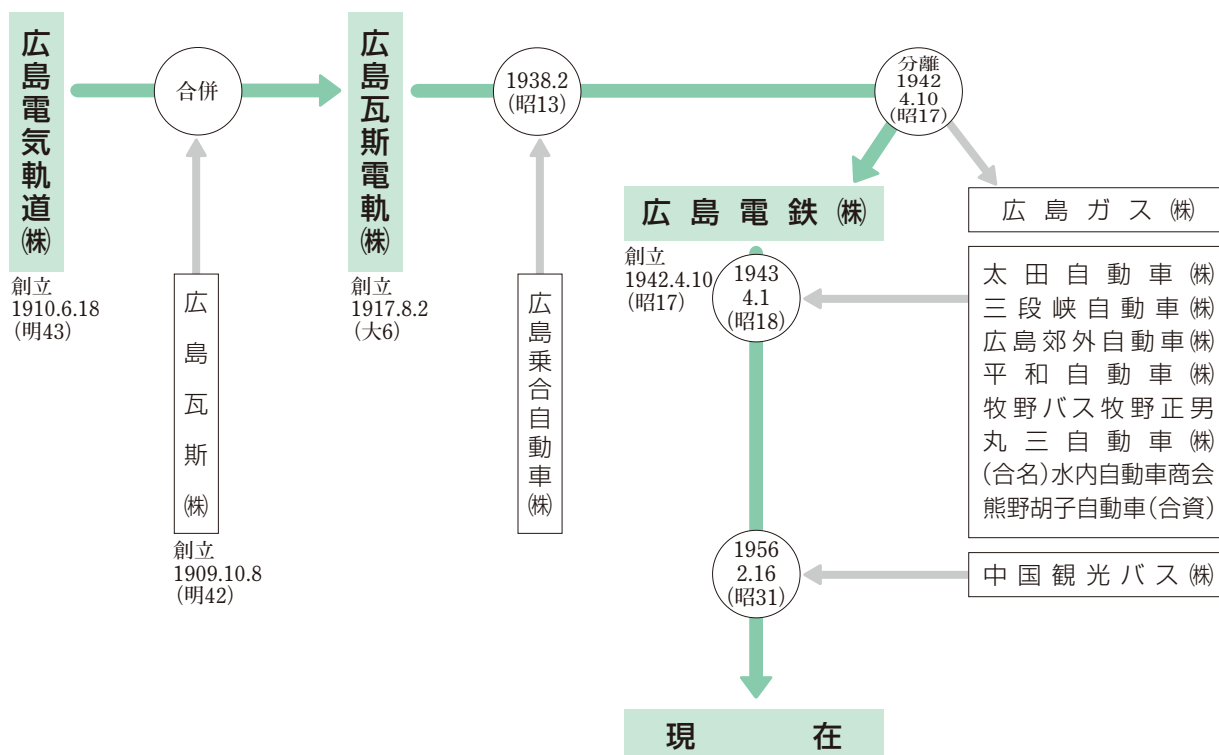 広島電気軌道㈱
創立
1910.6.18
(明43)
合併
広島瓦斯㈱
創立
1909.10.8
(明42)
広島瓦斯電軌㈱
創立
1917.8.2
(大6)
1938.2
(昭13)
広島乗合自動車㈱
分離
1942
4.10
(昭17)
広島電鉄㈱
創立
1942.4.10
(昭17)
広島ガス㈱
1943
4.1
(昭18)
太田自動車㈱
三段峡自動車㈱
広島郊外自動車㈱
平和自動車㈱
牧野バス牧野正男
丸三自動車㈱
(合名)水内自動車商会
熊野胡子自動車(合資)
1956
2.16
(昭31)
中国観光バス㈱
現在